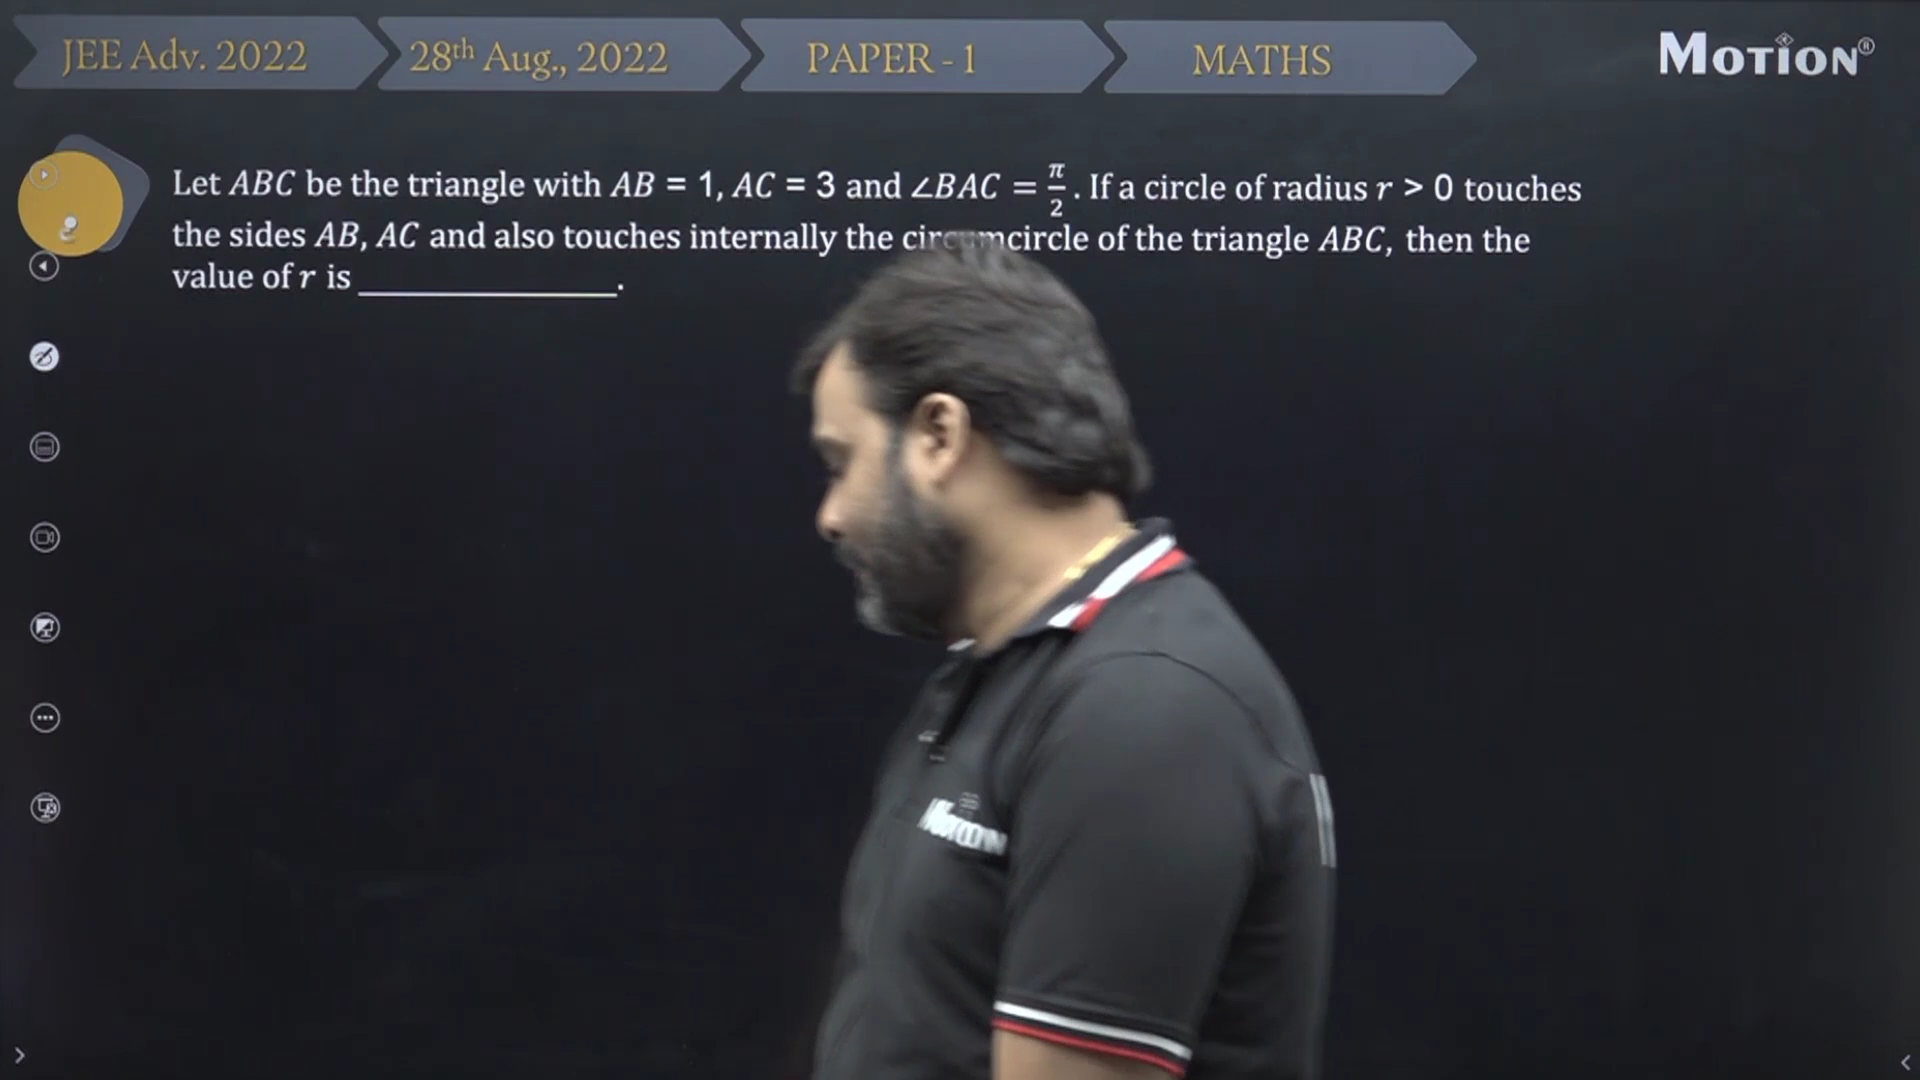 JEE Adv. 2022
28th Aug., 2022
PAPER - 1
MATHS
MOTION®
Let ABC be the triangle with AB = 1, AC = 3 and ∠BAC = π/2. If a circle of radius r > 0 touches
the sides AB, AC and also touches internally the circumcircle of the triangle ABC, then the
value of r is ____________.
MOTION